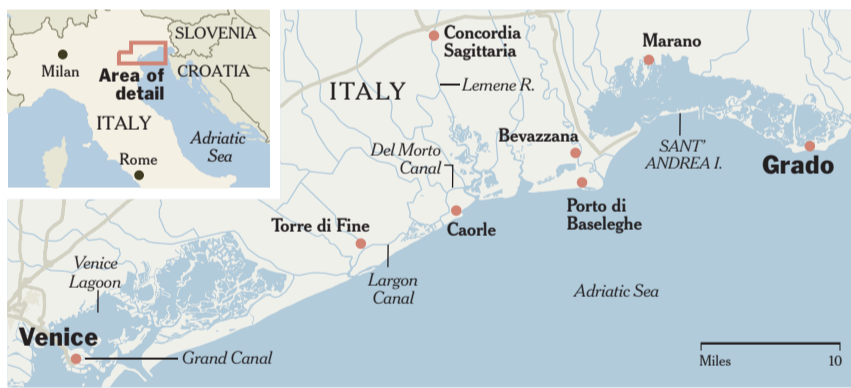 SLOVENIA
Milan
Area of
detail
CROATIA
ITALY
Adriatic
Sea
Rome
Concordia
Sagittaria
Marano
ITALY
Lemene R.
Bevazzana
Del Morto
Canal
SANT'
ANDREA I.
Grado
Porto di
Baseleghe
Torre di Fine
Caorle
Venice
Lagoon
Largon
Canal
Adriatic Sea
Venice
Grand Canal
Miles
10